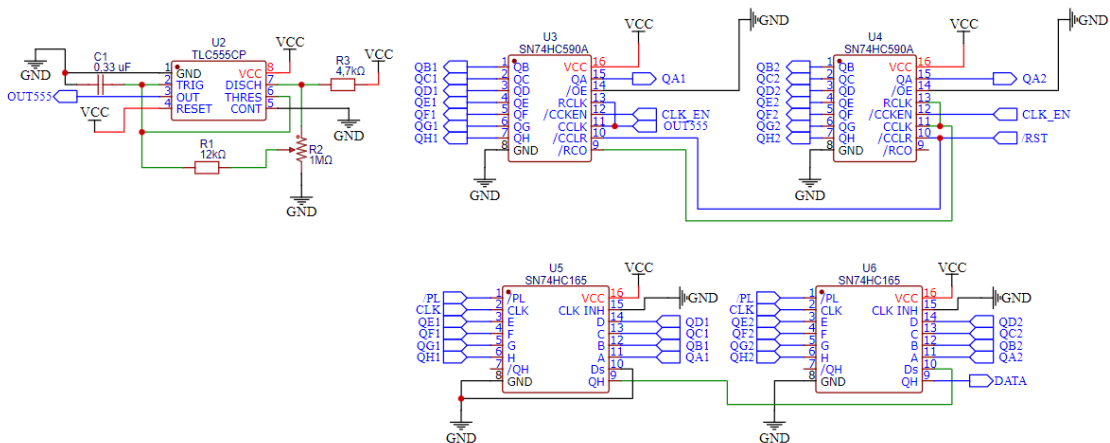 U2
TLC555CP
VCC
GND
C1
0,33 uF
OUT555
VCC
1 GND
2 TRIG
3 OUT
4 RESET
VCC 8
DISCH 7
THRES 6
CONT 5
R3
4,7kΩ
VCC
GND
R1
12kΩ
R2
1MΩ
GND
U3
SN74HC590A
VCC
GND
QB1 1 QB
QC1 2 QC
QD1 3 QD
QE1 4 QE
QF1 5 QF
QG1 6 QG
QH1 7 QH
8 GND
GND
VCC 16
QA 15 QA1
/OE 14
RCLK 13
/CCKEN 12 CLK_EN
CCLK 11 OUT555
/CCLR 10
/RCO 9
U4
SN74HC590A
VCC
GND
QB2 1 QB
QC2 2 QC
QD2 3 QD
QE2 4 QE
QF2 5 QF
QG2 6 QG
QH2 7 QH
8 GND
GND
VCC 16
QA 15 QA2
/OE 14
RCLK 13
/CCKEN 12 CLK_EN
CCLK 11
/CCLR 10 /RST
/RCO 9
U5
SN74HC165
VCC
GND
/PL 1 /PL
CLK 2 CLK
QE1 3 E
QF1 4 F
QG1 5 G
QH1 6 H
7 /QH
8 GND
GND
VCC 16
CLK INH 15
D 14 QD1
C 13 QC1
B 12 QB1
A 11 QA1
Ds 10
QH 9
U6
SN74HC165
VCC
GND
/PL 1 /PL
CLK 2 CLK
QE2 3 E
QF2 4 F
QG2 5 G
QH2 6 H
7 /QH
8 GND
GND
VCC 16
CLK INH 15
D 14 QD2
C 13 QC2
B 12 QB2
A 11 QA2
Ds 10
QH 9 DATA